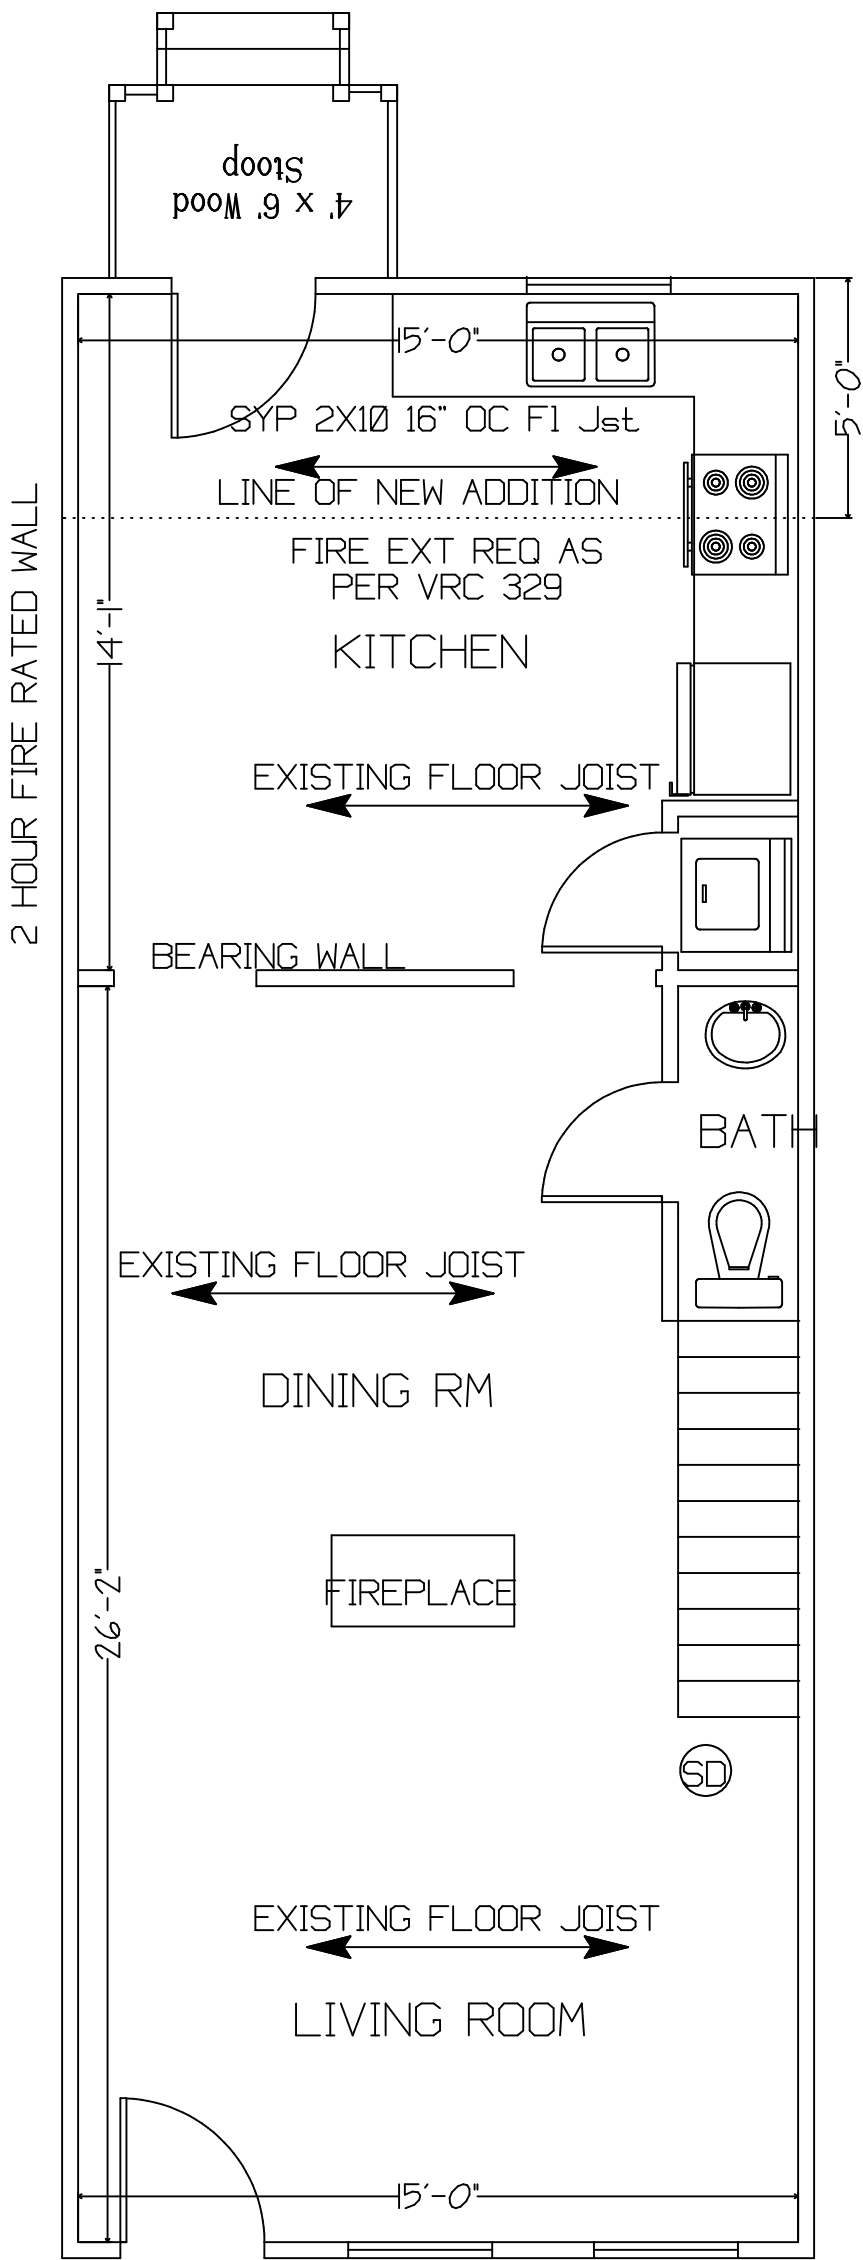 4' x 6' Wood
Stoop
15'-0"
5'-0"
SYP 2X10 16" OC Fl Jst
LINE OF NEW ADDITION
FIRE EXT REQ AS
PER VRC 329
2 HOUR FIRE RATED WALL
14'-1"
KITCHEN
EXISTING FLOOR JOIST
BEARING WALL
BATH
EXISTING FLOOR JOIST
DINING RM
26'-2"
FIREPLACE
SD
EXISTING FLOOR JOIST
LIVING ROOM
15'-0"